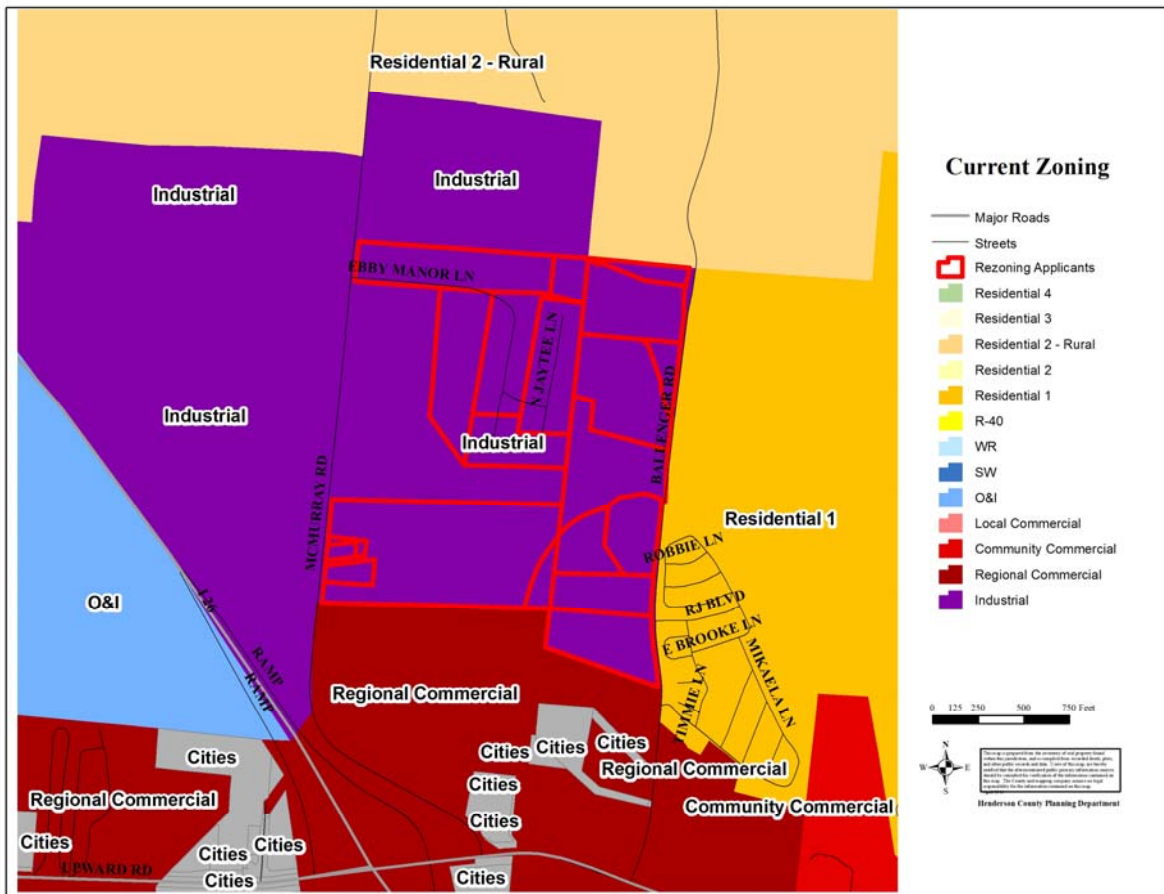 Residential 2 - Rural
Industrial
Industrial
EBBY MANOR LN
N JAYTEE LN
BALLENGER RD
Industrial
Industrial
MCMURRAY RD
Residential 1
ROBBIE LN
RJ BLVD
E BROOKE LN
MIKAELA LN
TIMMIE LN
O&I
I-26
RAMP
RAMP
Regional Commercial
Cities
Cities
Cities
Cities
Regional Commercial
Cities
Regional Commercial
Community Commercial
Cities
Cities
Cities
Cities
Cities
Cities
UPWARD RD
Current Zoning
Major Roads
Streets
Rezoning Applicants
Residential 4
Residential 3
Residential 2 - Rural
Residential 2
Residential 1
R-40
WR
SW
O&I
Local Commercial
Community Commercial
Regional Commercial
Industrial
0 125 250 500 750 Feet
N
W E
S
Henderson County Planning Department